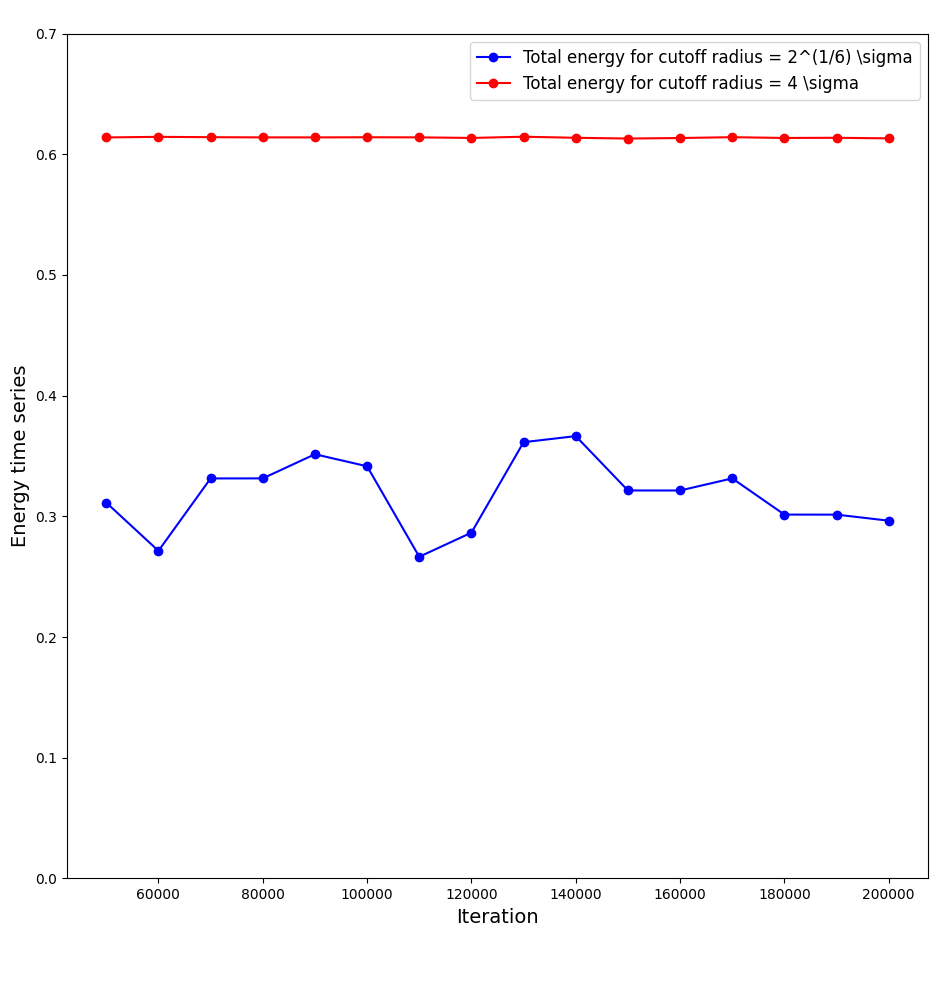 0.7
0.6
0.5
0.4
0.3
0.2
0.1
0.0
Energy time series
Total energy for cutoff radius = 2^(1/6) \sigma
Total energy for cutoff radius = 4 \sigma
60000 80000 100000 120000 140000 160000 180000 200000
Iteration